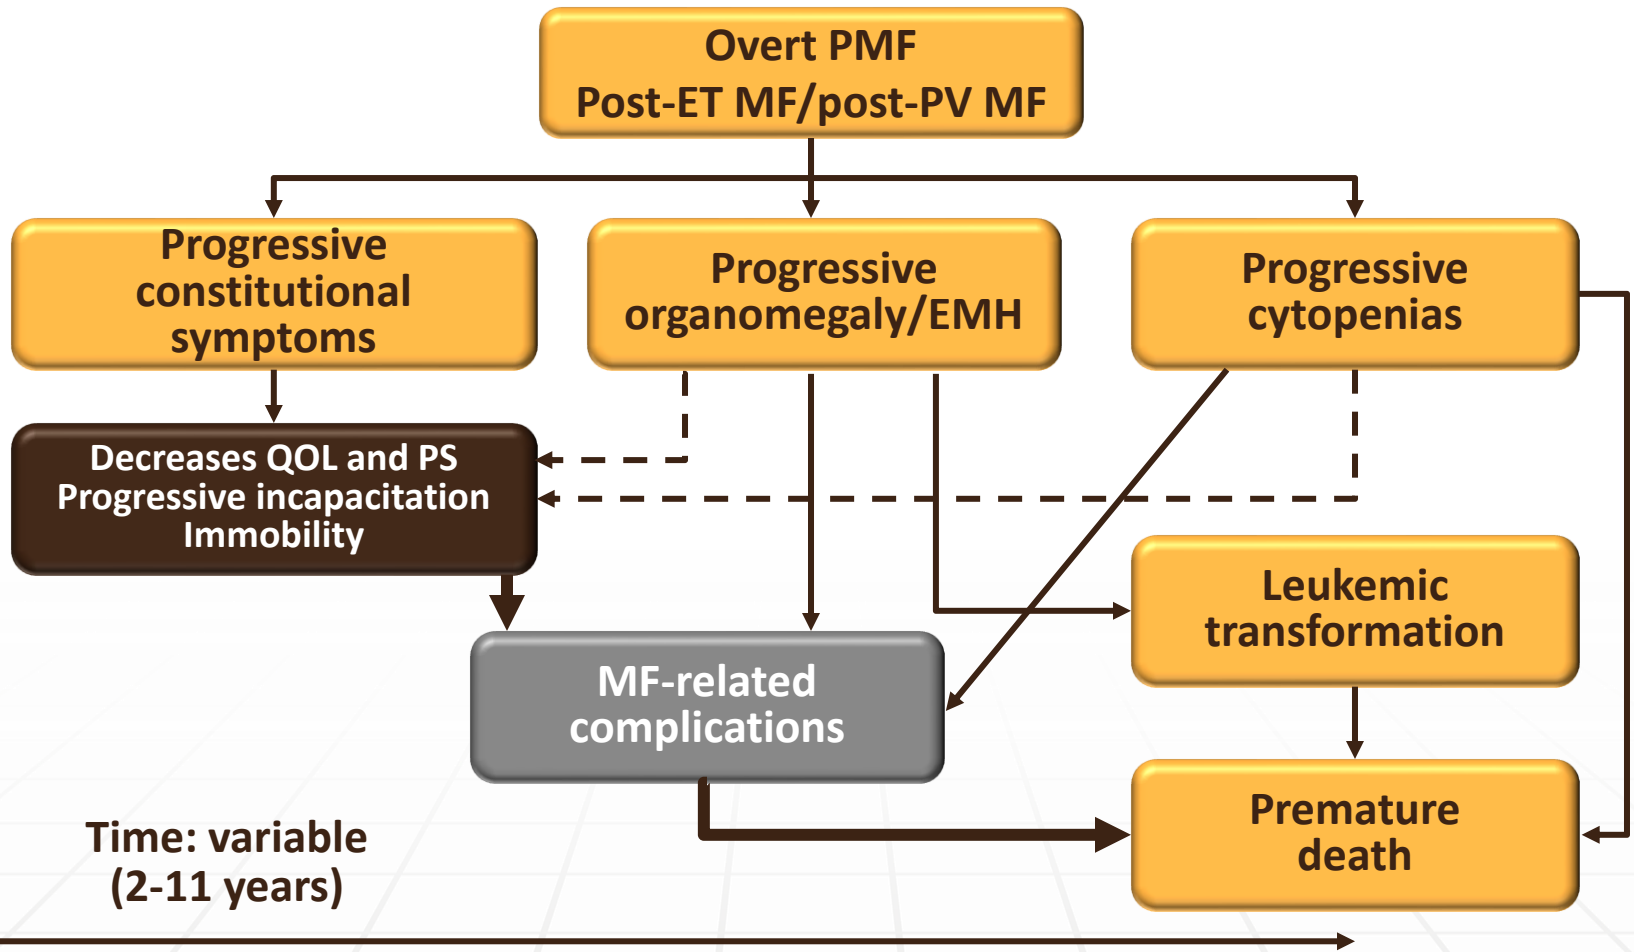 Overt PMF
Post-ET MF/post-PV MF
Progressive
constitutional
symptoms
Progressive
organomegaly/EMH
Progressive
cytopenias
Decreases QOL and PS
Progressive incapacitation
Immobility
Leukemic
transformation
MF-related
complications
Premature
death
Time: variable
(2-11 years)